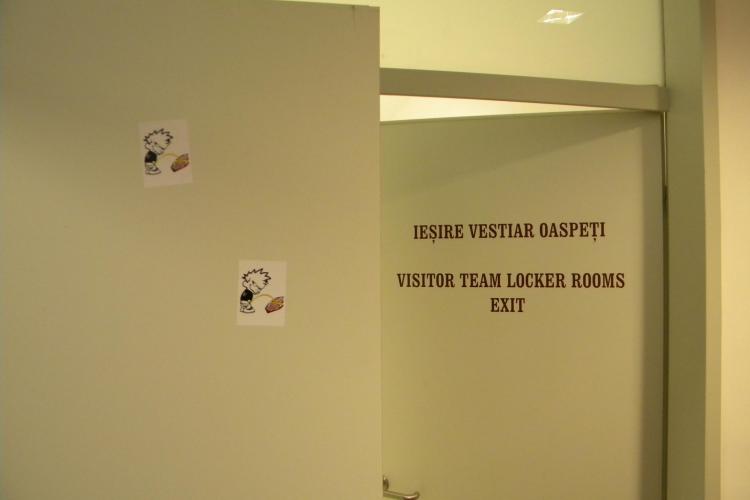 IEȘIRE VESTIAR OASPEȚI
VISITOR TEAM LOCKER ROOMS
EXIT